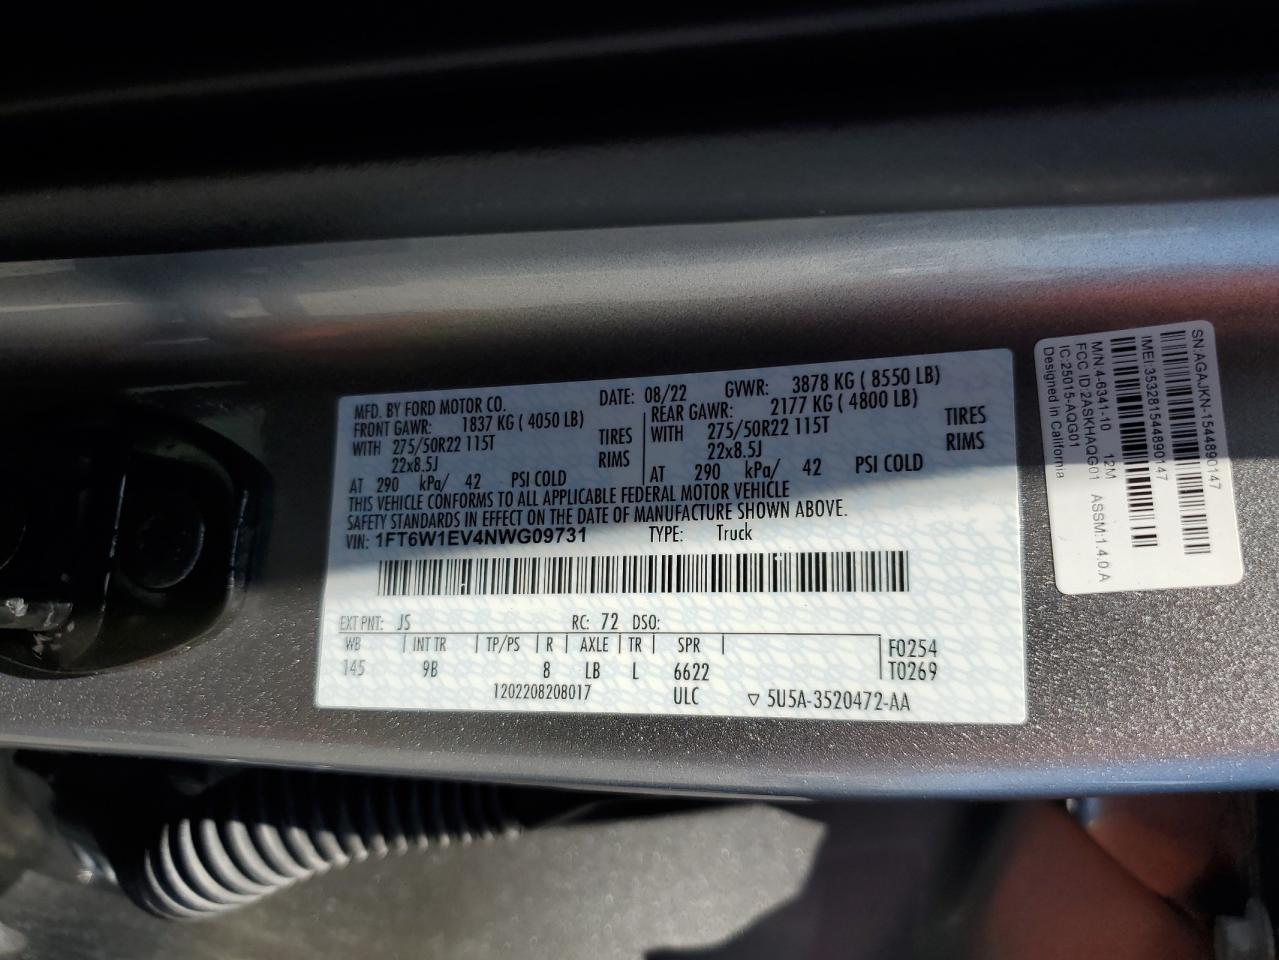 MFD. BY FORD MOTOR CO.
DATE: 08/22 GVWR: 3878 KG ( 8550 LB)
FRONT GAWR: 1837 KG ( 4050 LB) REAR GAWR: 2177 KG ( 4800 LB)
WITH 275/50R22 115T TIRES WITH 275/50R22 115T TIRES
22x8.5J RIMS 22x8.5J RIMS
AT 290 kPa/ 42 PSI COLD AT 290 kPa/ 42 PSI COLD
THIS VEHICLE CONFORMS TO ALL APPLICABLE FEDERAL MOTOR VEHICLE
SAFETY STANDARDS IN EFFECT ON THE DATE OF MANUFACTURE SHOWN ABOVE.
VIN: 1FT6W1EV4NWG09731 TYPE: Truck
EXT PNT: JS RC: 72 DSO:
WB | INT TR | TP/PS | R | AXLE | TR | SPR | F0254
145 9B 8 LB L 6622 T0269
1202208208017 ULC ▽ 5U5A-3520472-AA
SN:AGAJKN-1544890147
IMEI:353281544890147
M/N:4-6341-10 12M
FCC ID:2ASKHAQG01 ASSM:1.4.0.A
IC:25015-AQG01
Designed in California